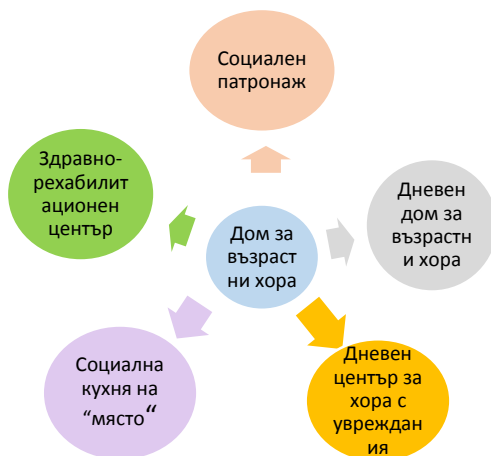 Социален
патронаж
Здравно-
рехабилит
ационен
център
Дневен
дом за
възрастн
и хора
Дом за
възраст
ни хора
Социална
кухня на
“място“
Дневен
център за
хора с
увреждан
ия